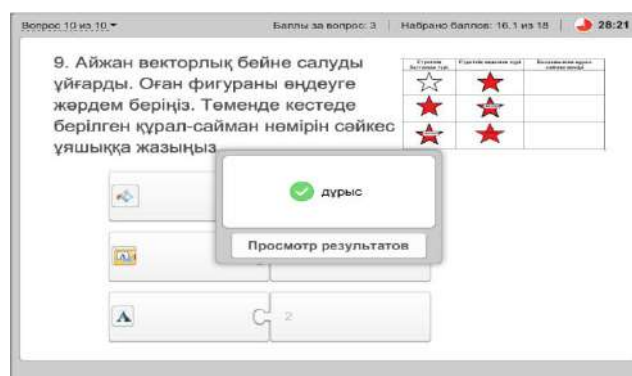 Вопрос 10 из 10
Баллы за вопрос: 3 | Набрано баллов: 16.1 из 18 | 28:21
9. Айжан векторлық бейне салуды
ұйғарды. Оған фигураны өңдеуге
жәрдем беріңіз. Төменде кестеде
берілген құрал-сайман нөмірін сәйкес
ұяшыққа жазыңыз
дұрыс
Просмотр результатов
A
2